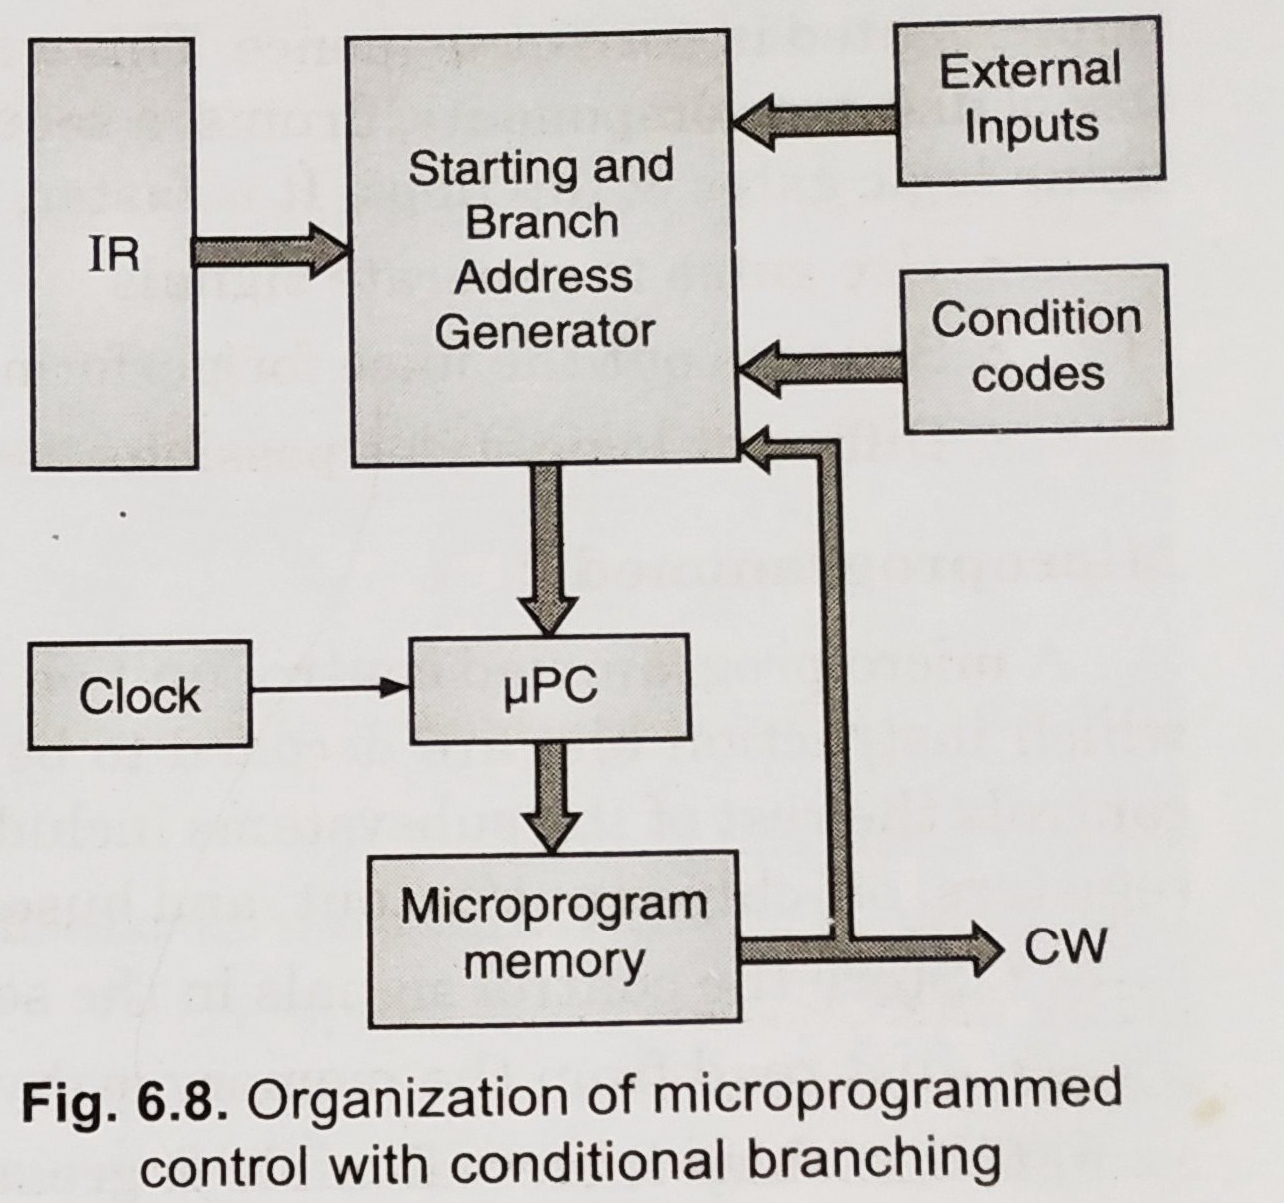 External
Inputs
Starting and
Branch
Address
Generator
IR
Condition
codes
Clock
µPC
Microprogram
memory
CW
Fig. 6.8. Organization of microprogrammed
control with conditional branching